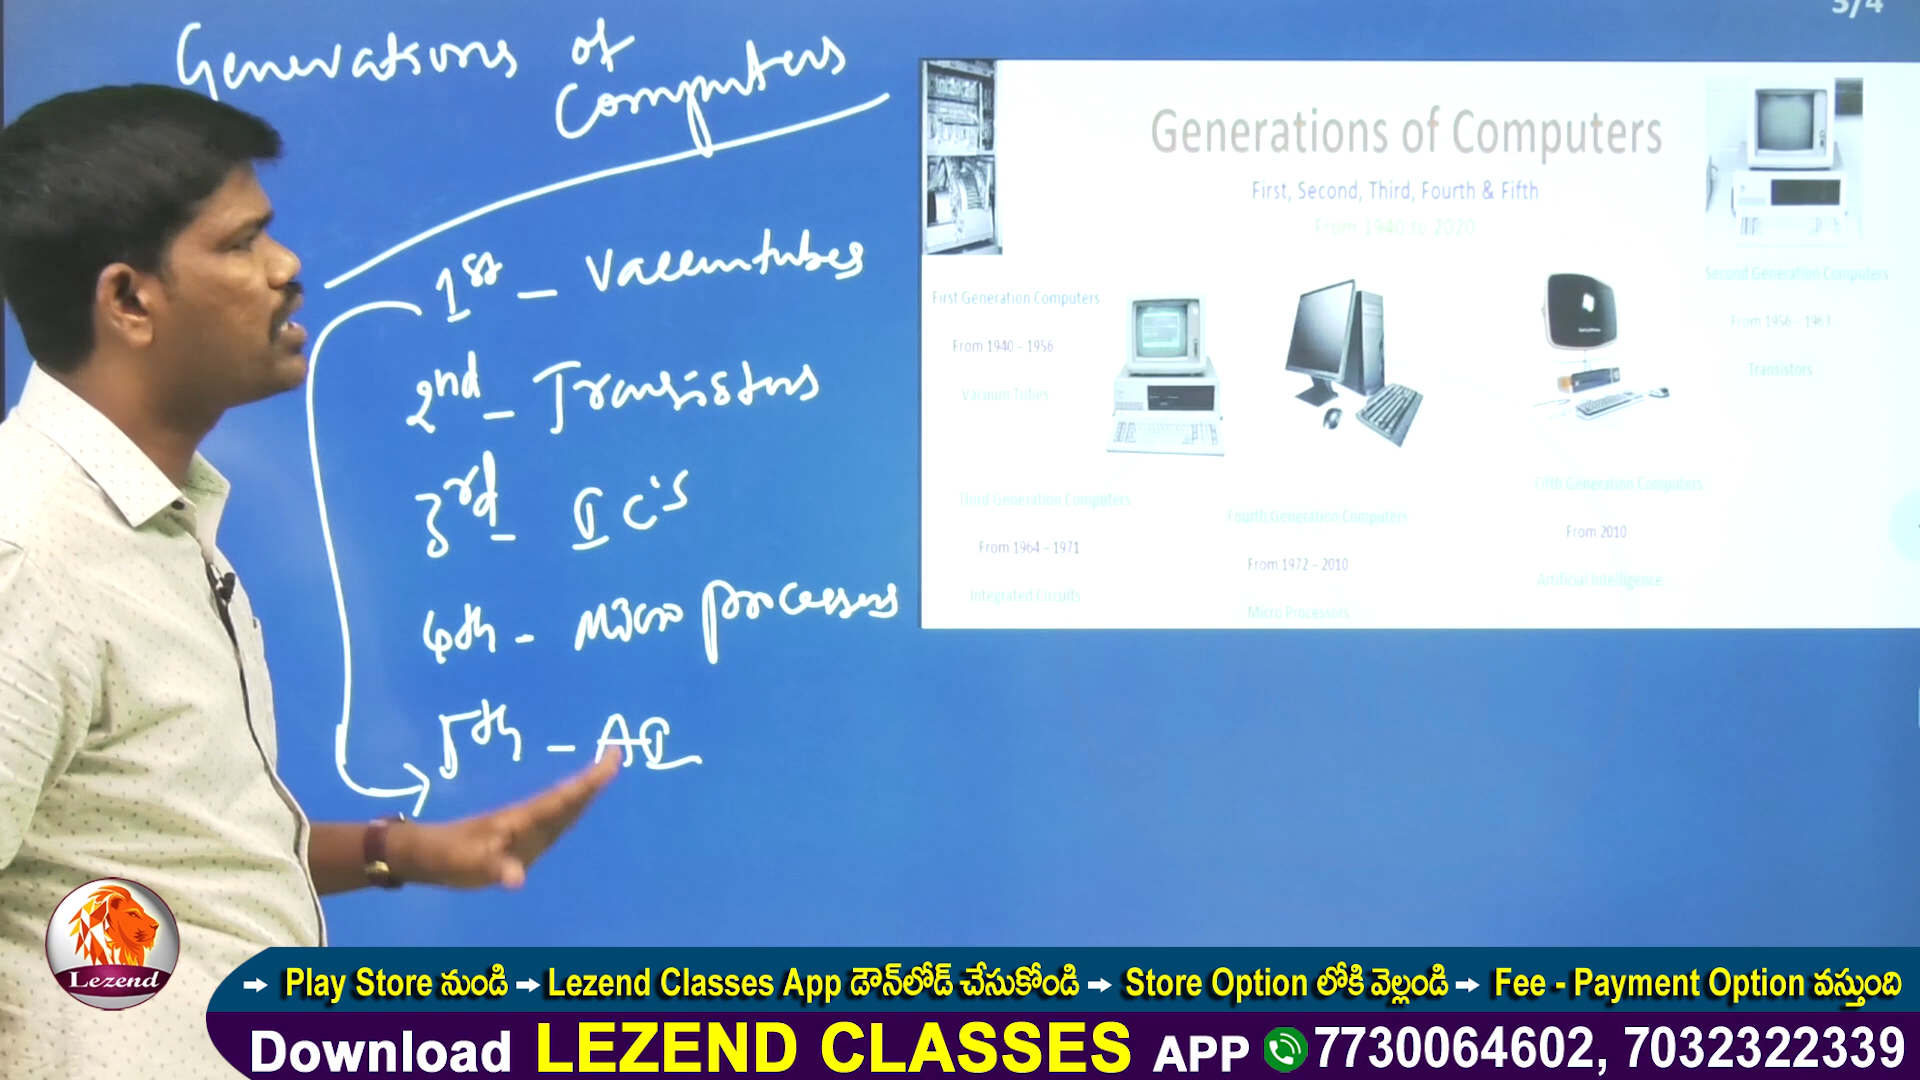 3/4
Generations of
Computers
1st - Vacuumtubes
2nd - Transistors
3rd - IC's
4th - Micro processers
5th - AI
Generations of Computers
First, Second, Third, Fourth & Fifth
From 1940 to 2020
First Generation Computers
From 1940 - 1956
Vacuum Tubes
Second Generation Computers
From 1956 - 1963
Transistors
Third Generation Computers
From 1964 - 1971
Integrated Circuits
Fourth Generation Computers
From 1972 - 2010
Micro Processors
Fifth Generation Computers
From 2010
Artificial Intelligence
Lezend
→ Play Store నుండి → Lezend Classes App డౌన్‌లోడ్ చేసుకోండి → Store Option లోకి వెల్లండి → Fee - Payment Option వస్తుంది
Download LEZEND CLASSES APP 7730064602, 7032322339